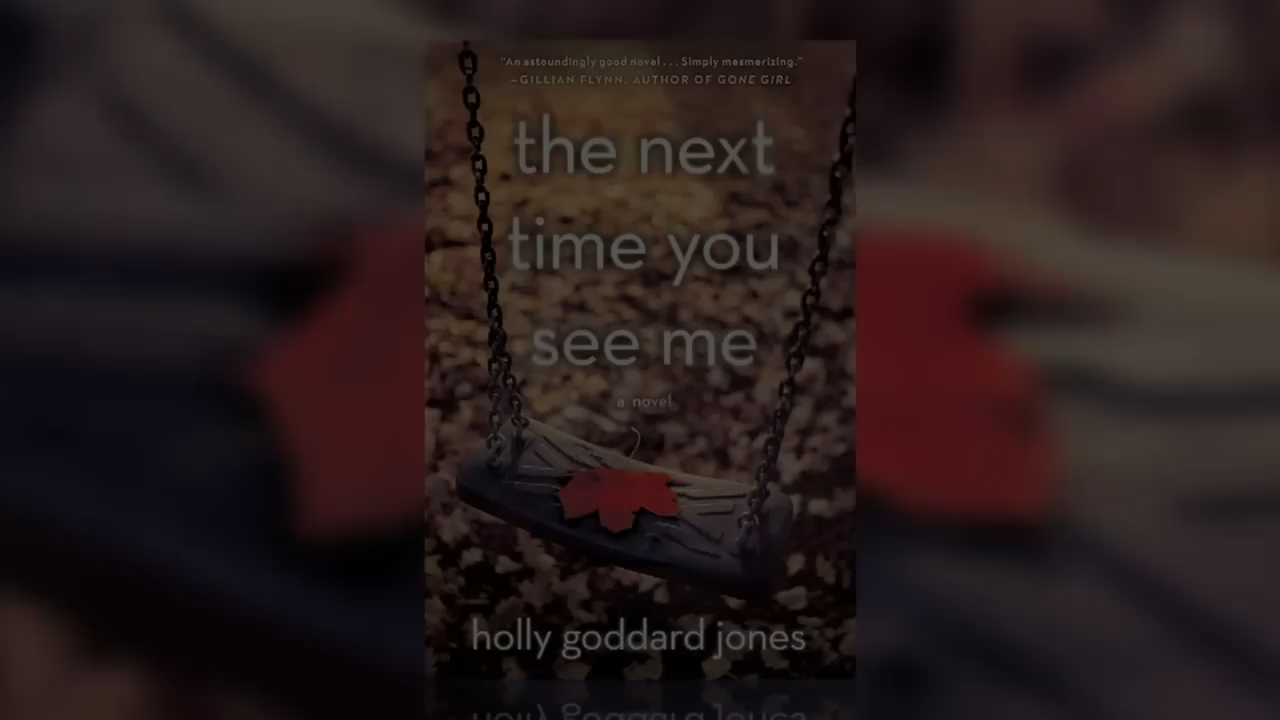 "An astoundingly good novel . . . Simply mesmerizing."
–GILLIAN FLYNN, AUTHOR OF GONE GIRL
the next
time you
see me
a novel
holly goddard jones